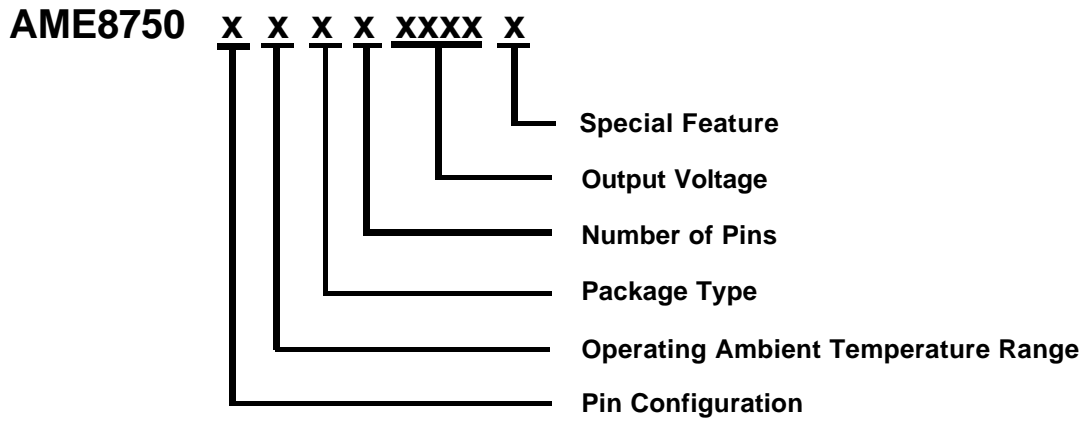 AME8750 x x x x xxxx x
Special Feature
Output Voltage
Number of Pins
Package Type
Operating Ambient Temperature Range
Pin Configuration